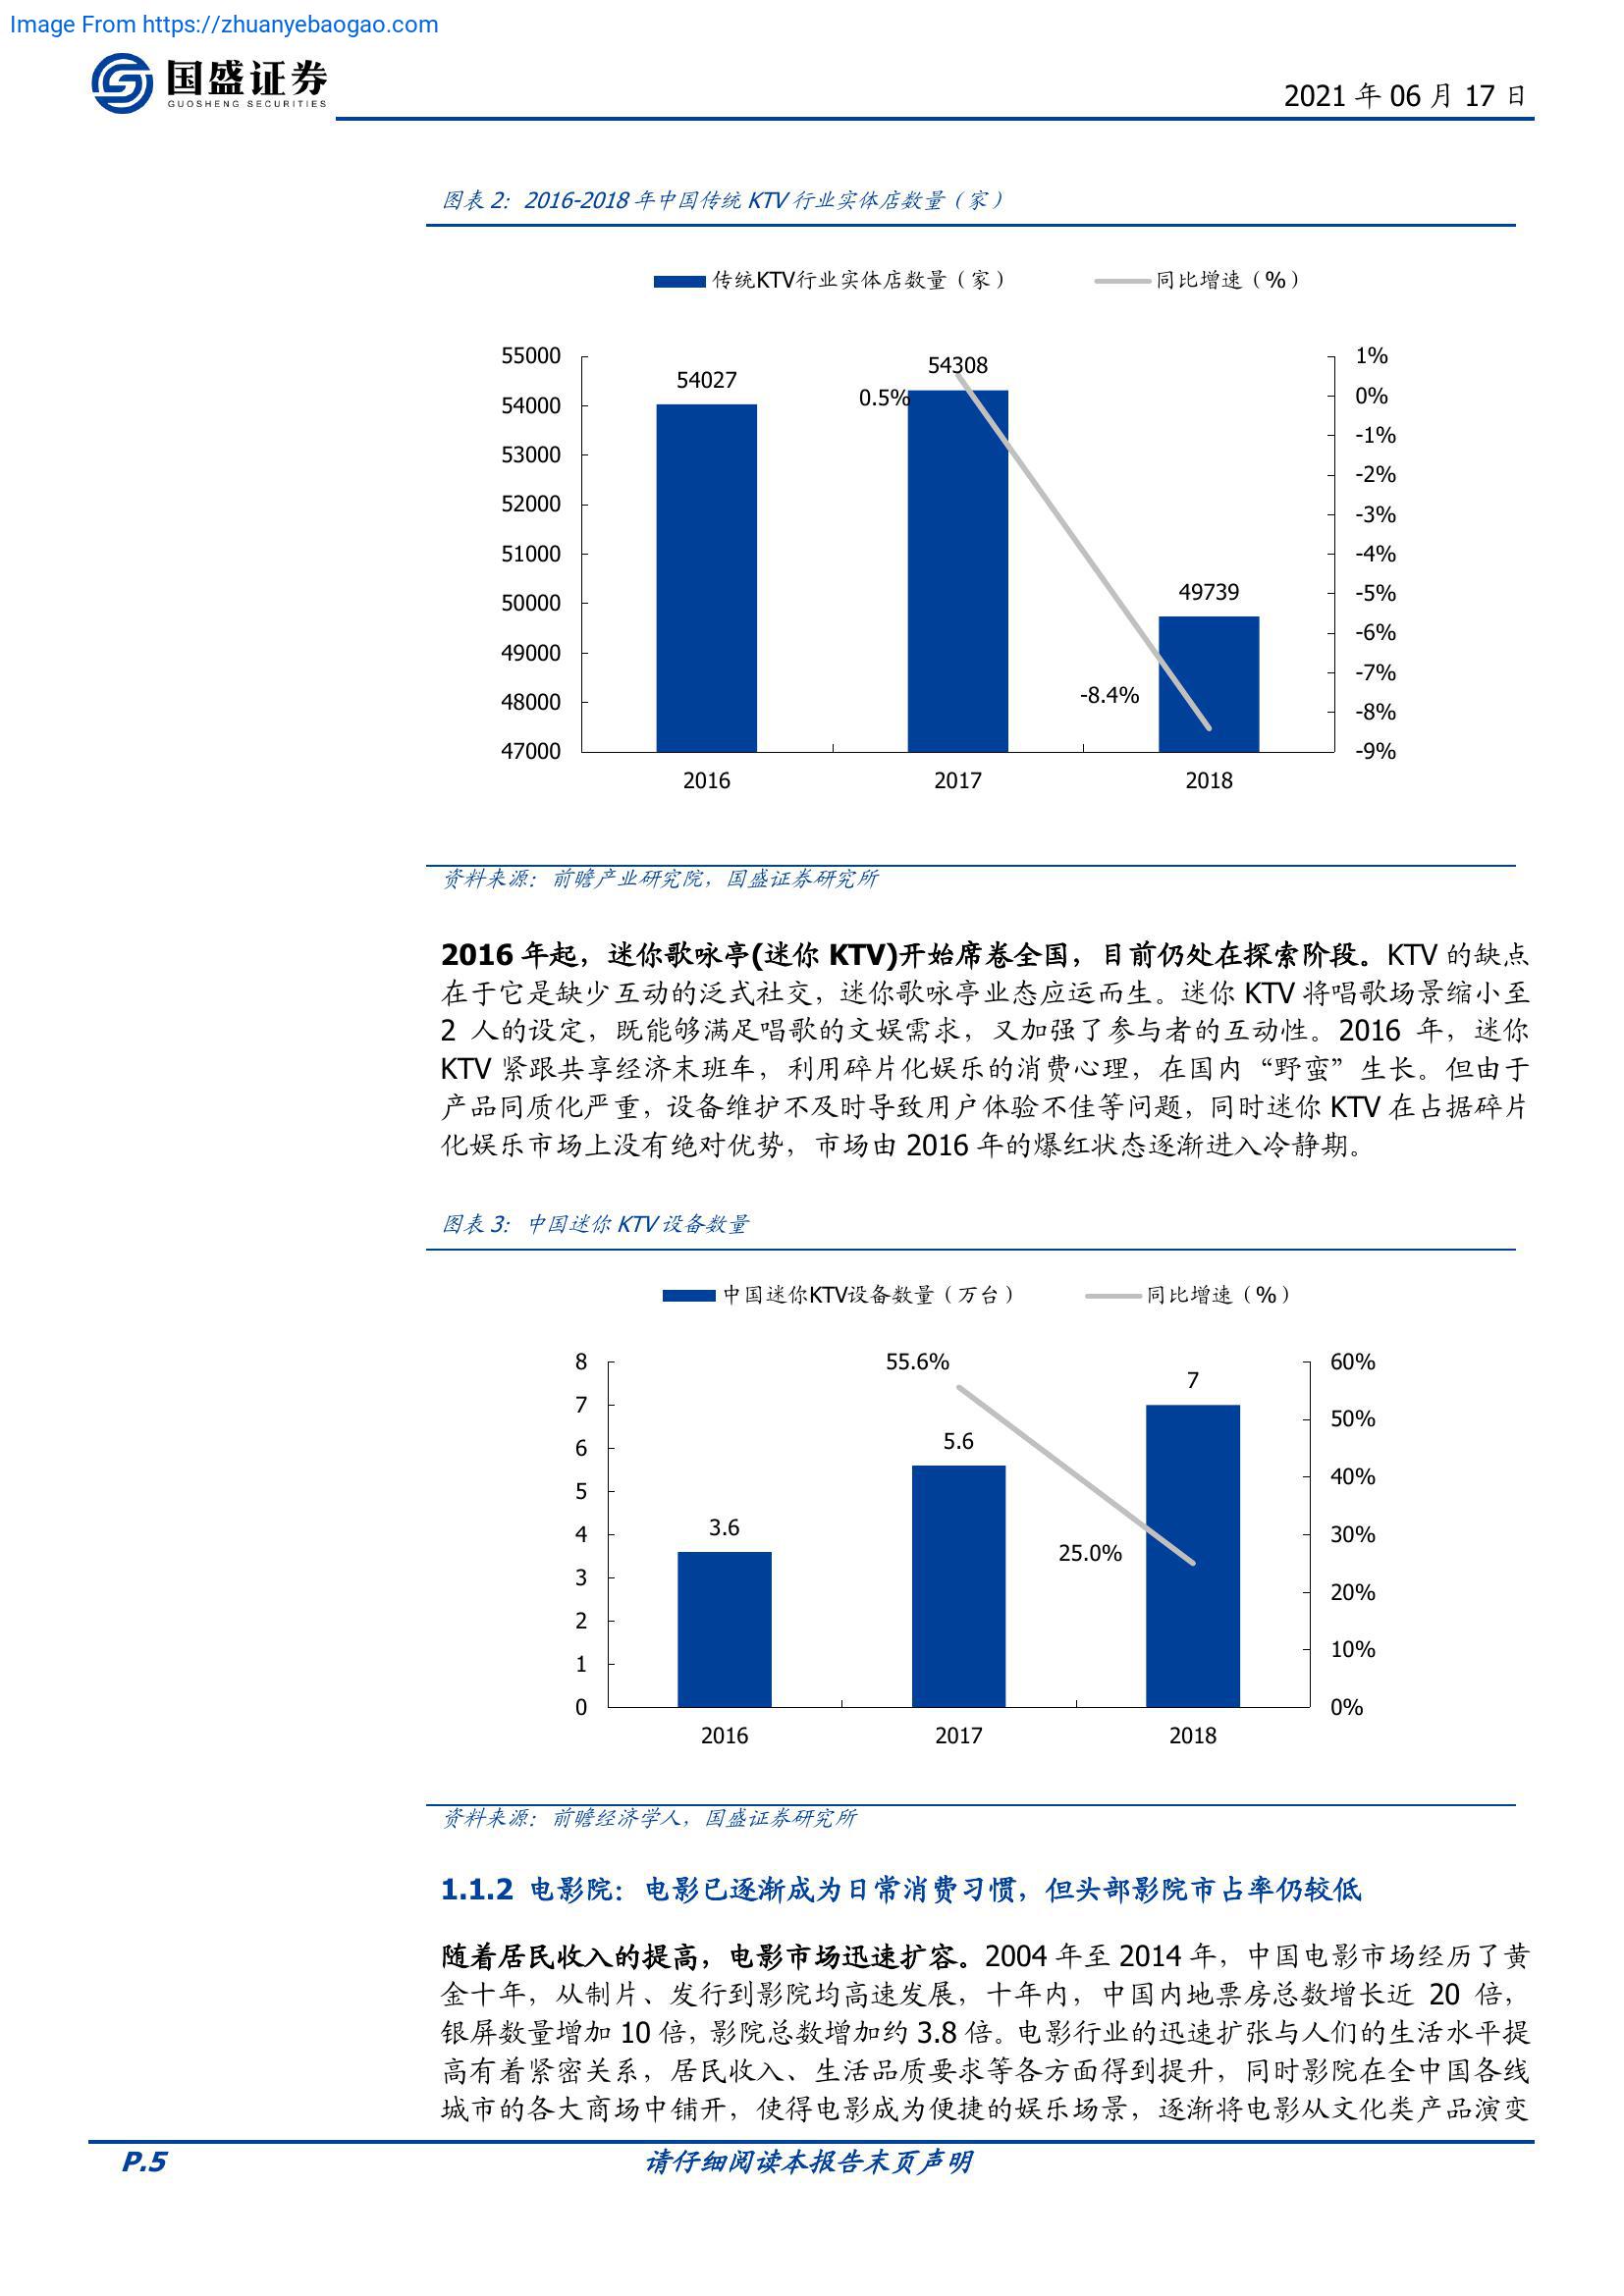 Image From https://zhuanyebaogao.com
国盛证券
GUOSHENG SECURITIES
2021 年 06 月 17 日
图表 2：2016-2018 年中国传统 KTV 行业实体店数量（家）
传统KTV行业实体店数量（家） 同比增速（%）
55000
54000
53000
52000
51000
50000
49000
48000
47000
54027
0.5%
54308
-8.4%
49739
1%
0%
-1%
-2%
-3%
-4%
-5%
-6%
-7%
-8%
-9%
2016 2017 2018
资料来源：前瞻产业研究院，国盛证券研究所
2016 年起，迷你歌咏亭(迷你 KTV)开始席卷全国，目前仍处在探索阶段。KTV 的缺点
在于它是缺少互动的泛式社交，迷你歌咏亭业态应运而生。迷你 KTV 将唱歌场景缩小至
2 人的设定，既能够满足唱歌的文娱需求，又加强了参与者的互动性。2016 年，迷你
KTV 紧跟共享经济末班车，利用碎片化娱乐的消费心理，在国内“野蛮”生长。但由于
产品同质化严重，设备维护不及时导致用户体验不佳等问题，同时迷你 KTV 在占据碎片
化娱乐市场上没有绝对优势，市场由 2016 年的爆红状态逐渐进入冷静期。
图表 3：中国迷你 KTV 设备数量
中国迷你KTV设备数量（万台） 同比增速（%）
8
7
6
5
4
3
2
1
0
3.6
55.6%
5.6
25.0%
7
60%
50%
40%
30%
20%
10%
0%
2016 2017 2018
资料来源：前瞻经济学人，国盛证券研究所
1.1.2 电影院：电影已逐渐成为日常消费习惯，但头部影院市占率仍较低
随着居民收入的提高，电影市场迅速扩容。2004 年至 2014 年，中国电影市场经历了黄
金十年，从制片、发行到影院均高速发展，十年内，中国内地票房总数增长近 20 倍，
银屏数量增加 10 倍，影院总数增加约 3.8 倍。电影行业的迅速扩张与人们的生活水平提
高有着紧密关系，居民收入、生活品质要求等各方面得到提升，同时影院在全中国各线
城市的各大商场中铺开，使得电影成为便捷的娱乐场景，逐渐将电影从文化类产品演变
P.5 请仔细阅读本报告末页声明